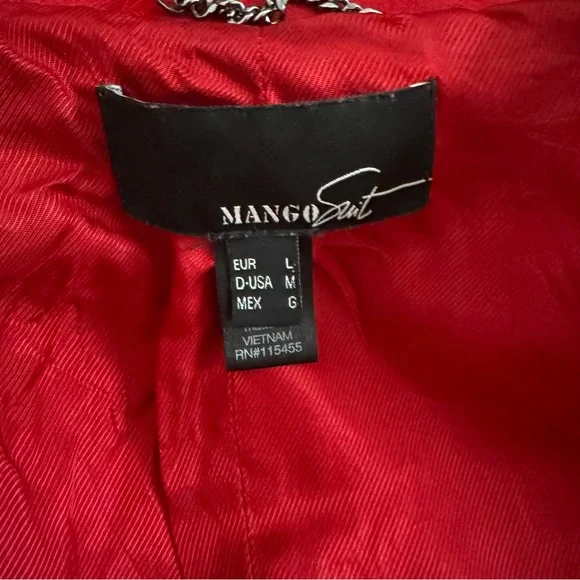 MANGO Suit
EUR L
D-USA M
MEX G
VIETNAM
RN#115455